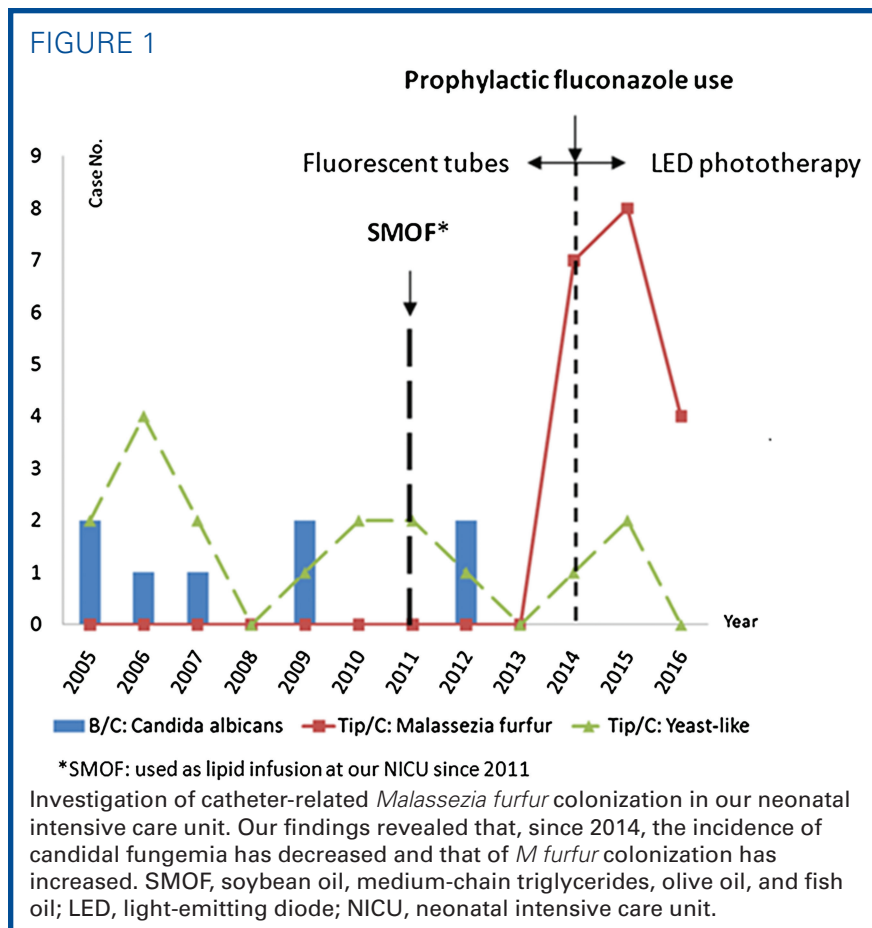 FIGURE 1
Prophylactic fluconazole use
Fluorescent tubes
LED phototherapy
SMOF*
Case No.
9
8
7
6
5
4
3
2
1
0
Year
2005
2006
2007
2008
2009
2010
2011
2012
2013
2014
2015
2016
B/C: Candida albicans
Tip/C: Malassezia furfur
Tip/C: Yeast-like
*SMOF: used as lipid infusion at our NICU since 2011
Investigation of catheter-related Malassezia furfur colonization in our neonatal
intensive care unit. Our findings revealed that, since 2014, the incidence of
candidal fungemia has decreased and that of M furfur colonization has
increased. SMOF, soybean oil, medium-chain triglycerides, olive oil, and fish
oil; LED, light-emitting diode; NICU, neonatal intensive care unit.